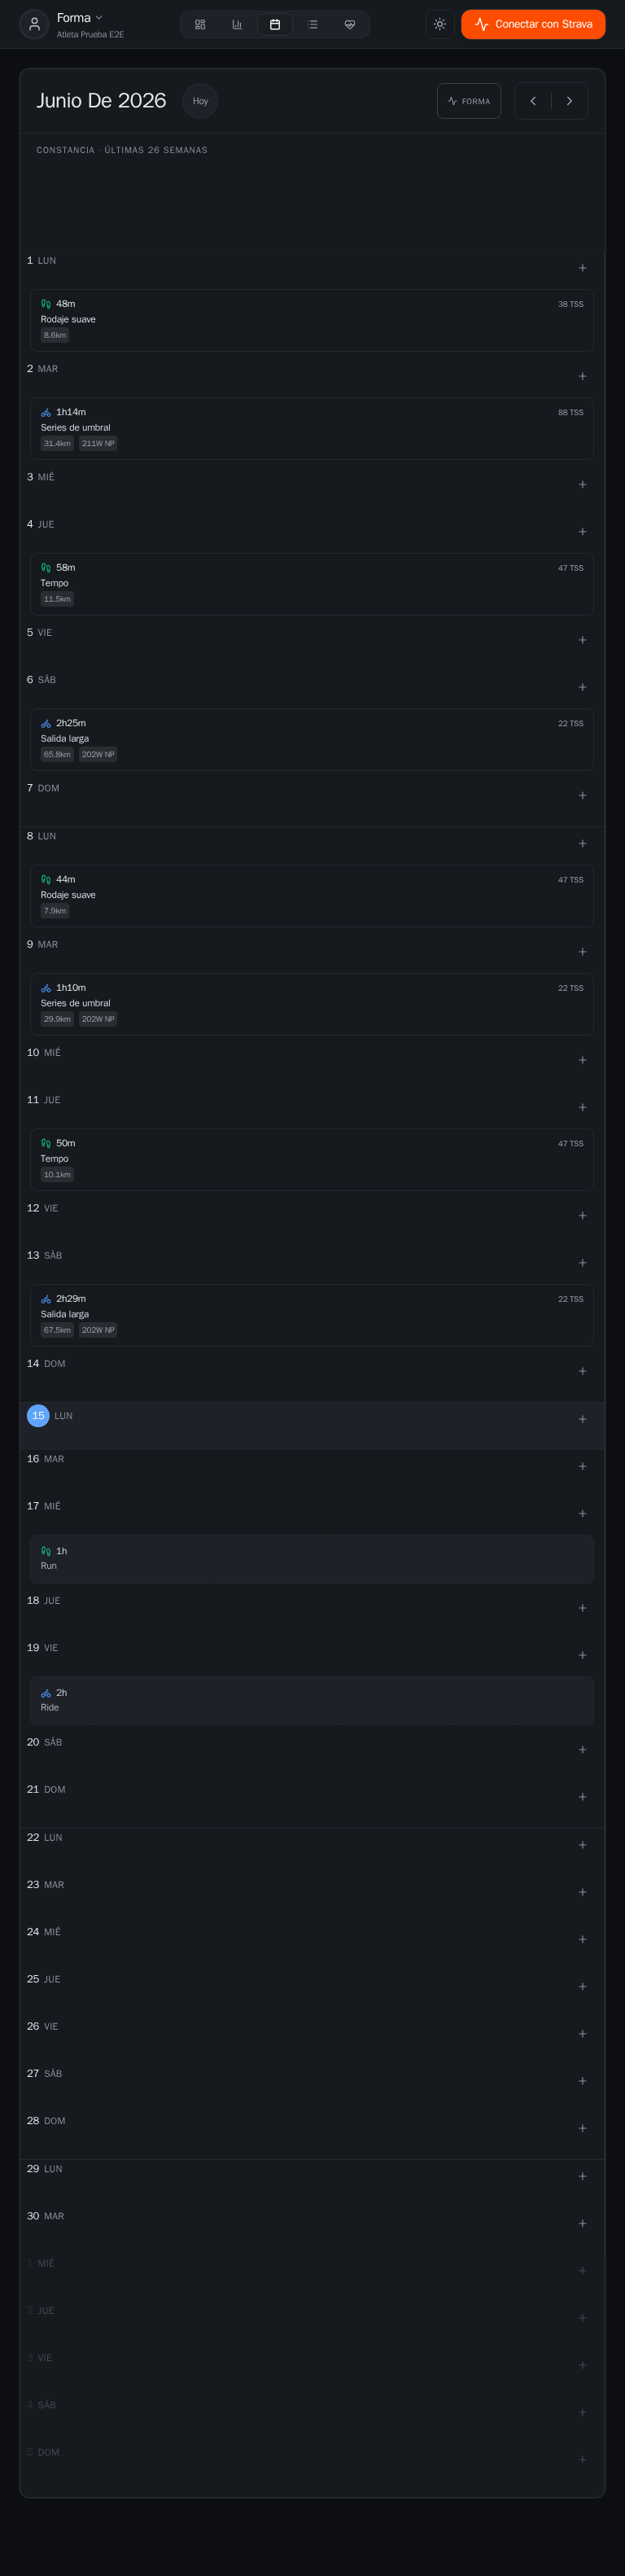 Forma
Atleta Prueba E2E
Conectar con Strava
Junio De 2026
Hoy
FORMA
CONSTANCIA · ÚLTIMAS 26 SEMANAS
1 LUN
48m
38 TSS
Rodaje suave
8.6km
2 MAR
1h14m
88 TSS
Series de umbral
31.4km 211W NP
3 MIÉ
4 JUE
58m
47 TSS
Tempo
11.5km
5 VIE
6 SÁB
2h25m
22 TSS
Salida larga
65.8km 202W NP
7 DOM
8 LUN
44m
47 TSS
Rodaje suave
7.9km
9 MAR
1h10m
22 TSS
Series de umbral
29.9km 202W NP
10 MIÉ
11 JUE
50m
47 TSS
Tempo
10.1km
12 VIE
13 SÁB
2h29m
22 TSS
Salida larga
67.5km 202W NP
14 DOM
15 LUN
16 MAR
17 MIÉ
1h
Run
18 JUE
19 VIE
2h
Ride
20 SÁB
21 DOM
22 LUN
23 MAR
24 MIÉ
25 JUE
26 VIE
27 SÁB
28 DOM
29 LUN
30 MAR
1 MIÉ
2 JUE
3 VIE
4 SÁB
5 DOM